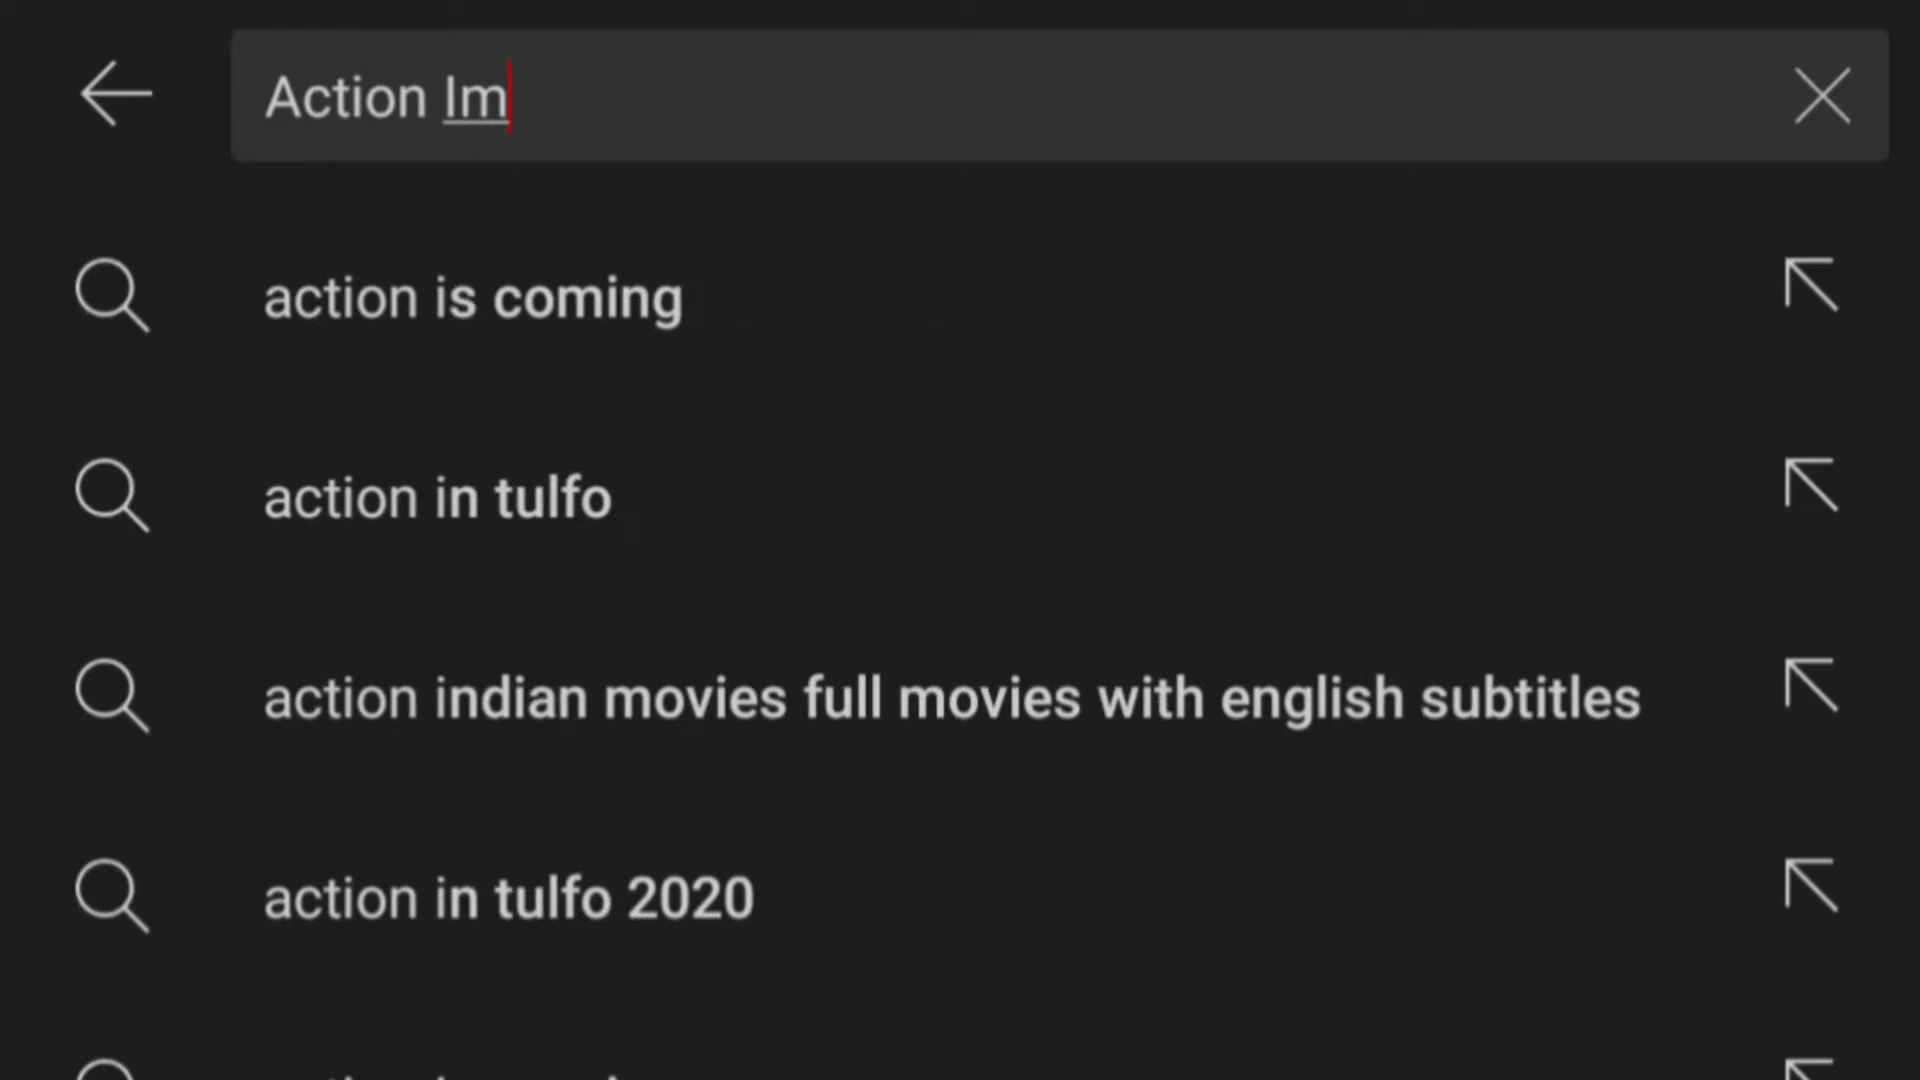 Action Im
action is coming
action in tulfo
action indian movies full movies with english subtitles
action in tulfo 2020